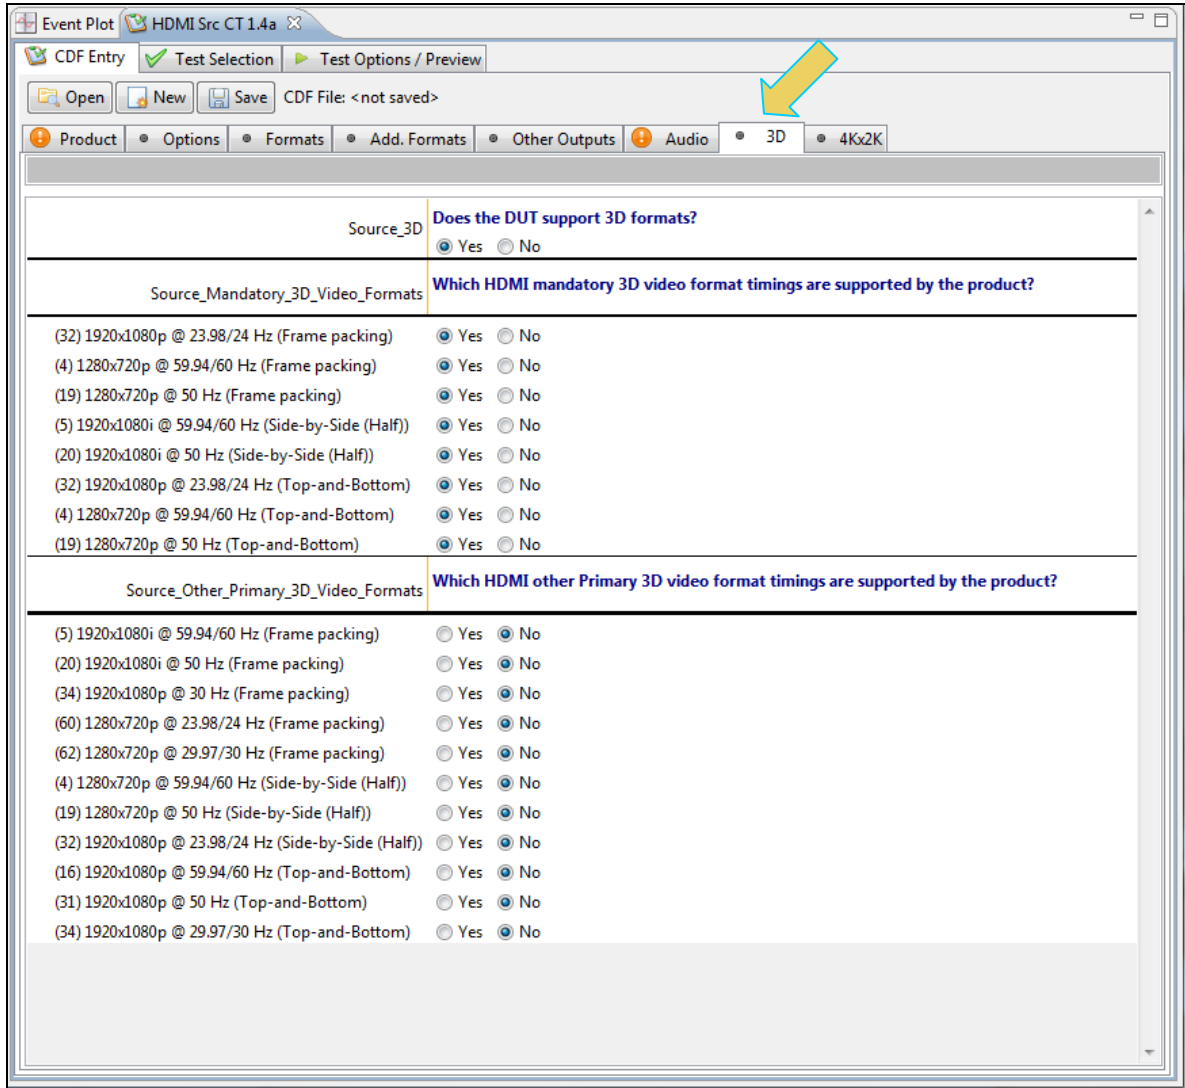 Event Plot HDMI Src CT 1.4a
CDF Entry Test Selection Test Options / Preview
Open New Save CDF File: <not saved>
Product Options Formats Add. Formats Other Outputs Audio 3D 4Kx2K
Does the DUT support 3D formats?
Source_3D
Yes No
Which HDMI mandatory 3D video format timings are supported by the product?
Source_Mandatory_3D_Video_Formats
(32) 1920x1080p @ 23.98/24 Hz (Frame packing) Yes No
(4) 1280x720p @ 59.94/60 Hz (Frame packing) Yes No
(19) 1280x720p @ 50 Hz (Frame packing) Yes No
(5) 1920x1080i @ 59.94/60 Hz (Side-by-Side (Half)) Yes No
(20) 1920x1080i @ 50 Hz (Side-by-Side (Half)) Yes No
(32) 1920x1080p @ 23.98/24 Hz (Top-and-Bottom) Yes No
(4) 1280x720p @ 59.94/60 Hz (Top-and-Bottom) Yes No
(19) 1280x720p @ 50 Hz (Top-and-Bottom) Yes No
Which HDMI other Primary 3D video format timings are supported by the product?
Source_Other_Primary_3D_Video_Formats
(5) 1920x1080i @ 59.94/60 Hz (Frame packing) Yes No
(20) 1920x1080i @ 50 Hz (Frame packing) Yes No
(34) 1920x1080p @ 30 Hz (Frame packing) Yes No
(60) 1280x720p @ 23.98/24 Hz (Frame packing) Yes No
(62) 1280x720p @ 29.97/30 Hz (Frame packing) Yes No
(4) 1280x720p @ 59.94/60 Hz (Side-by-Side (Half)) Yes No
(19) 1280x720p @ 50 Hz (Side-by-Side (Half)) Yes No
(32) 1920x1080p @ 23.98/24 Hz (Side-by-Side (Half)) Yes No
(16) 1920x1080p @ 59.94/60 Hz (Top-and-Bottom) Yes No
(31) 1920x1080p @ 50 Hz (Top-and-Bottom) Yes No
(34) 1920x1080p @ 29.97/30 Hz (Top-and-Bottom) Yes No